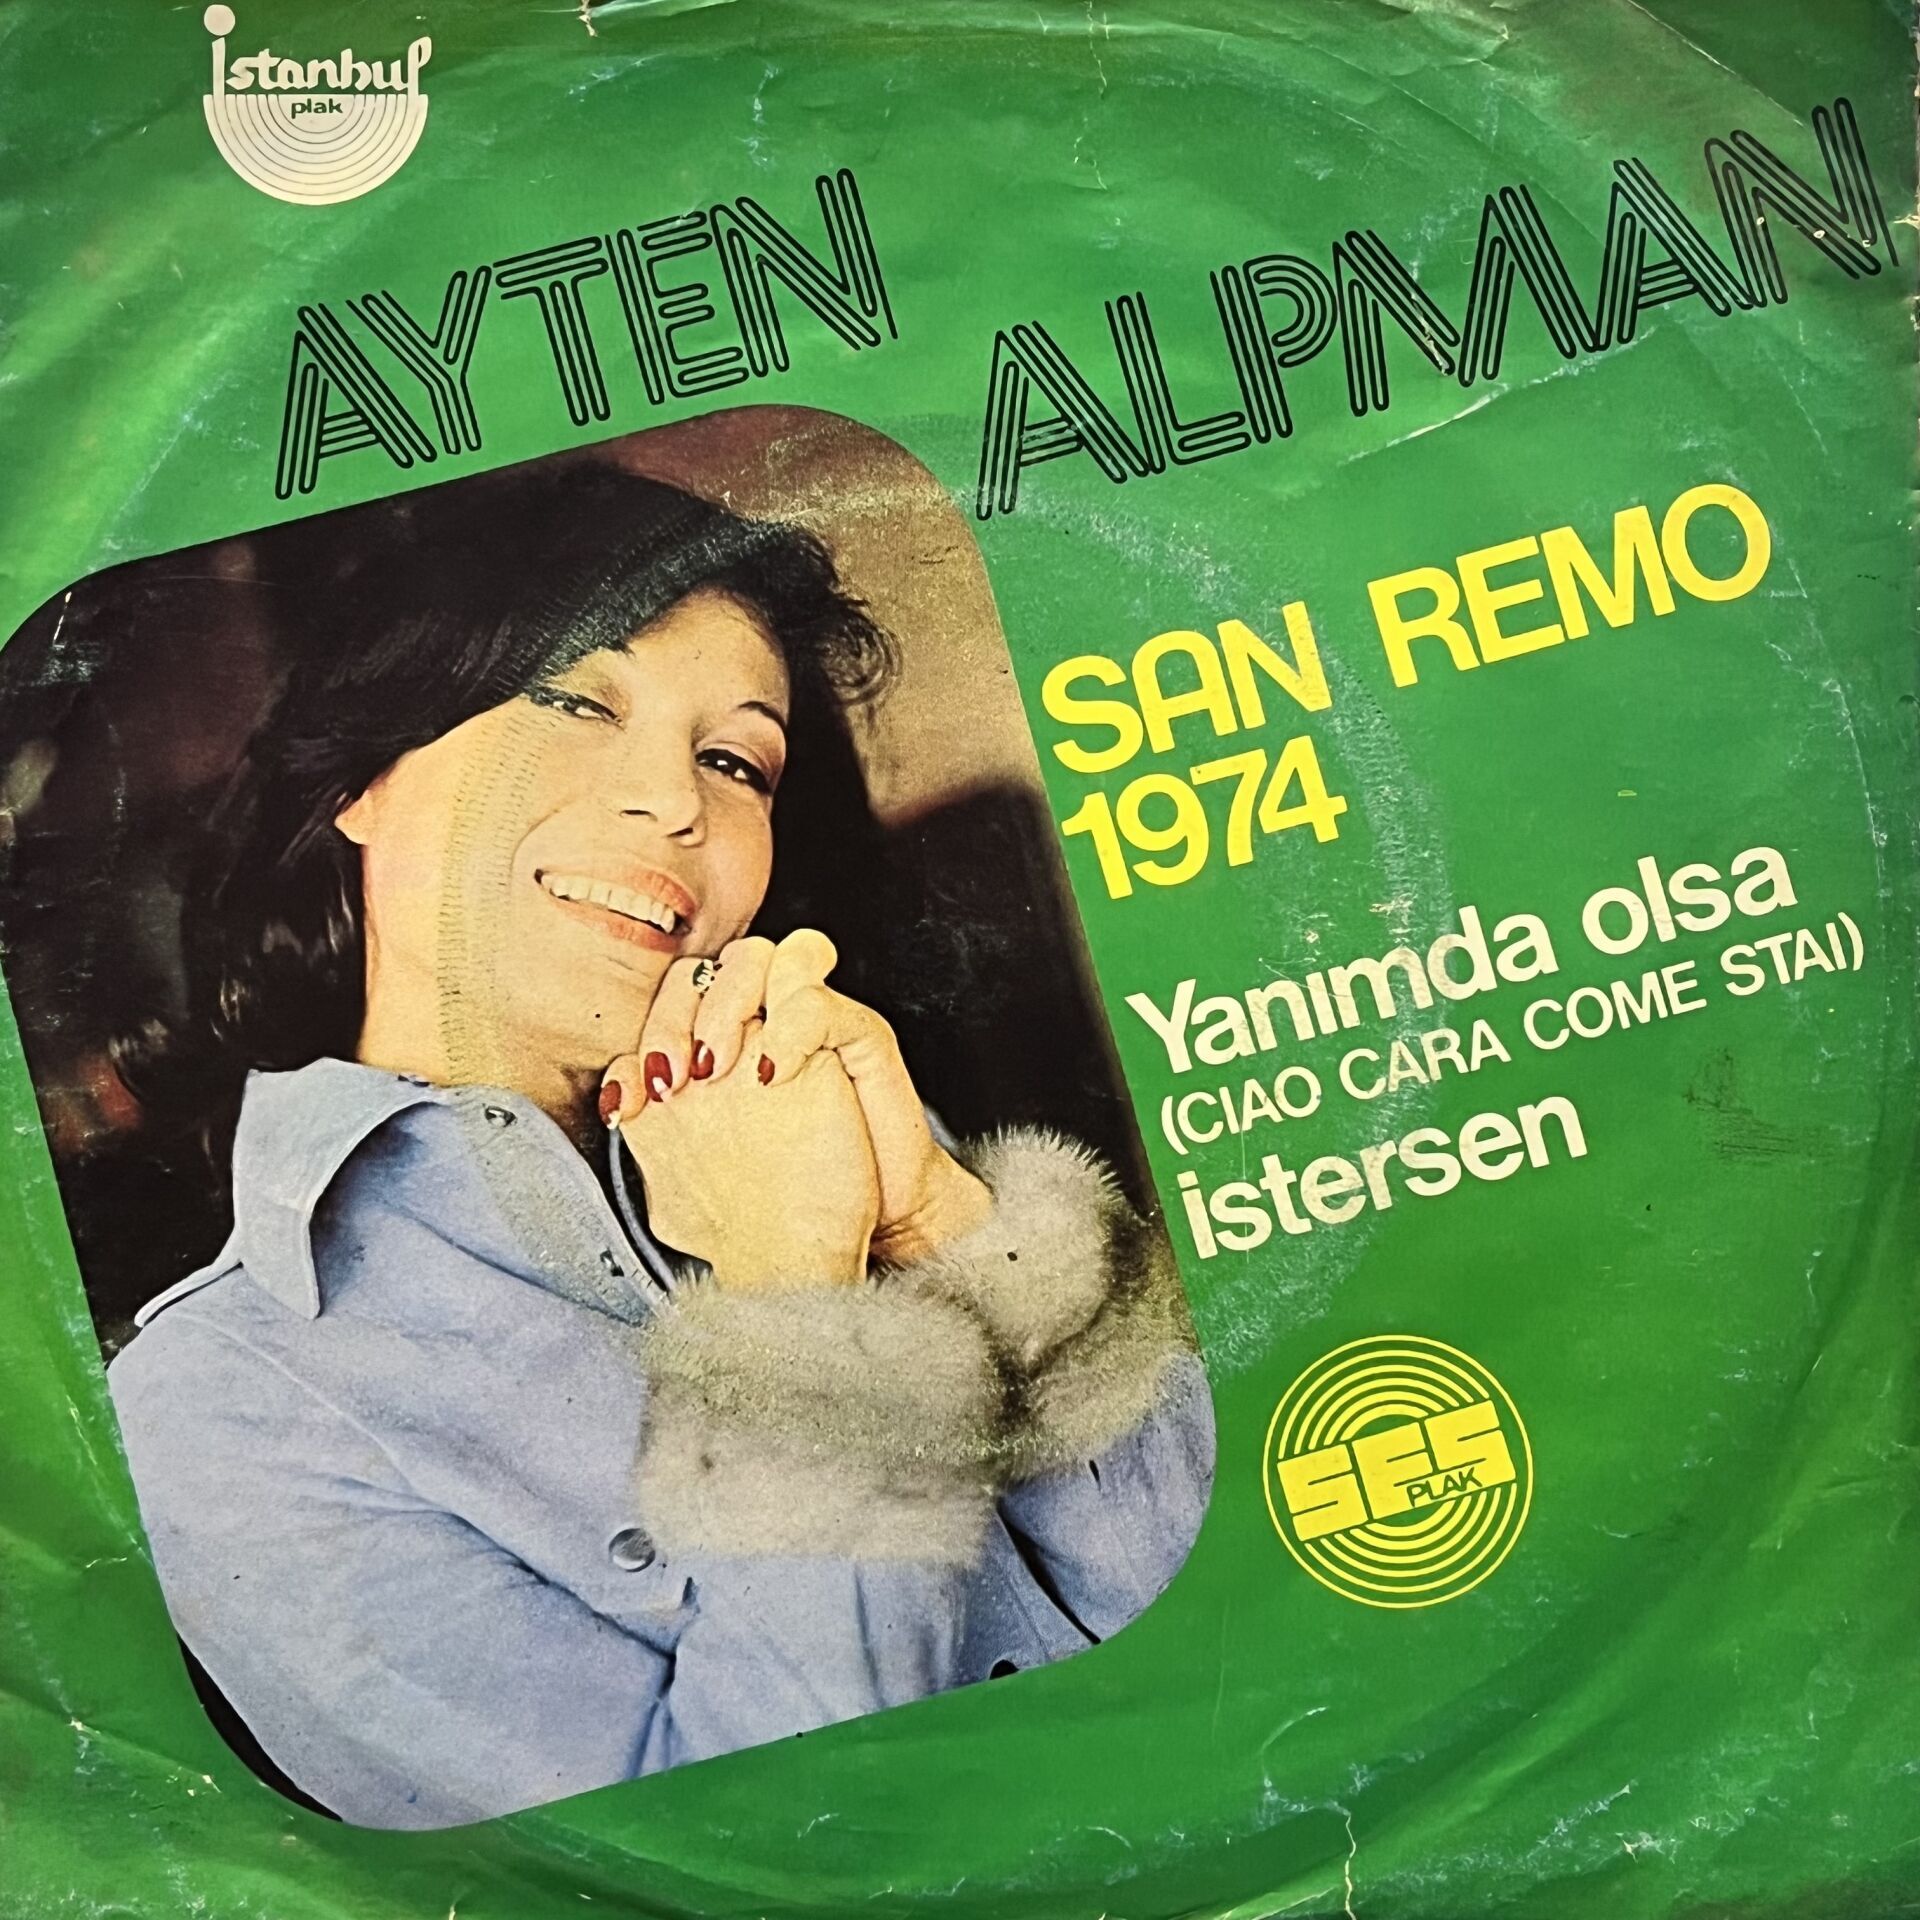 istanbul
plak
AYTEN ALPMAN
SAN REMO
1974
Yanımda olsa
(CIAO CARA COME STAI)
istersen
SES
PLAK